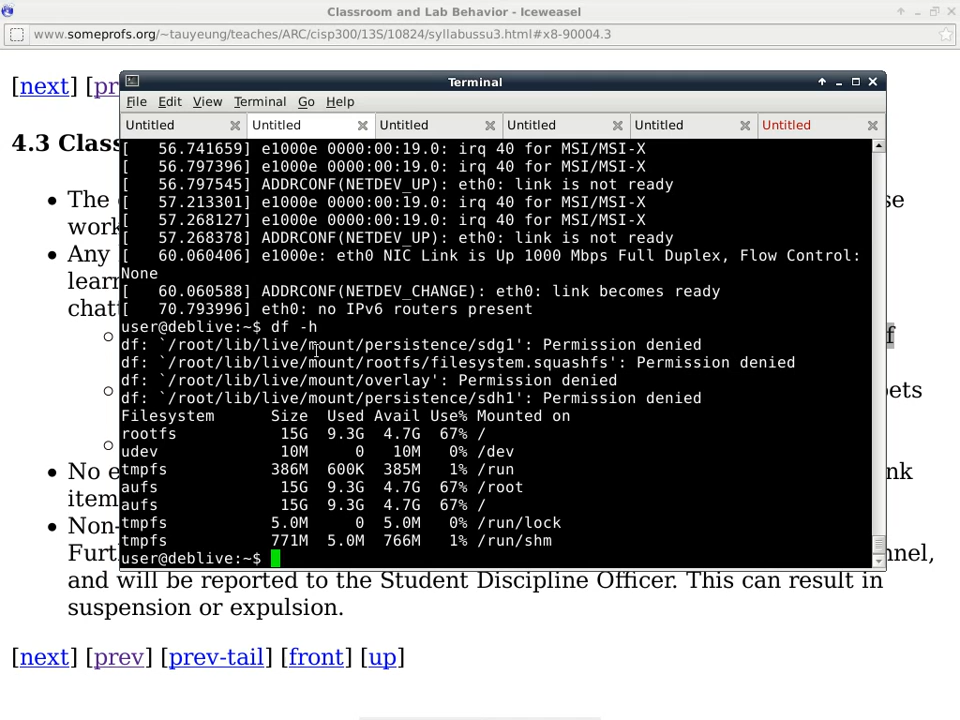 Classroom and Lab Behavior - Iceweasel
www.someprofs.org/~tauyeung/teaches/ARC/cisp300/13S/10824/syllabussu3.html#x8-90004.3
[next] [pr
Terminal
File Edit View Terminal Go Help
Untitled Untitled Untitled Untitled Untitled Untitled
4.3 Class
[   56.741659] e1000e 0000:00:19.0: irq 40 for MSI/MSI-X
[   56.797396] e1000e 0000:00:19.0: irq 40 for MSI/MSI-X
[   56.797545] ADDRCONF(NETDEV_UP): eth0: link is not ready
[   57.213301] e1000e 0000:00:19.0: irq 40 for MSI/MSI-X
[   57.268127] e1000e 0000:00:19.0: irq 40 for MSI/MSI-X
[   57.268378] ADDRCONF(NETDEV_UP): eth0: link is not ready
[   60.060406] e1000e: eth0 NIC Link is Up 1000 Mbps Full Duplex, Flow Control:
None
[   60.060588] ADDRCONF(NETDEV_CHANGE): eth0: link becomes ready
[   70.793996] eth0: no IPv6 routers present
user@deblive:~$ df -h
df: `/root/lib/live/mount/persistence/sdg1': Permission denied
df: `/root/lib/live/mount/rootfs/filesystem.squashfs': Permission denied
df: `/root/lib/live/mount/overlay': Permission denied
df: `/root/lib/live/mount/persistence/sdh1': Permission denied
Filesystem      Size  Used Avail Use% Mounted on
rootfs           15G  9.3G  4.7G  67% /
udev             10M     0   10M   0% /dev
tmpfs           386M  600K  385M   1% /run
aufs             15G  9.3G  4.7G  67% /root
aufs             15G  9.3G  4.7G  67% /
tmpfs           5.0M     0  5.0M   0% /run/lock
tmpfs           771M  5.0M  766M   1% /run/shm
user@deblive:~$
The
se
work
Any
learn
chat
f
pets
No e
nk
item
Non-
Furt
nnel,
and will be reported to the Student Discipline Officer. This can result in
suspension or expulsion.
[next] [prev] [prev-tail] [front] [up]